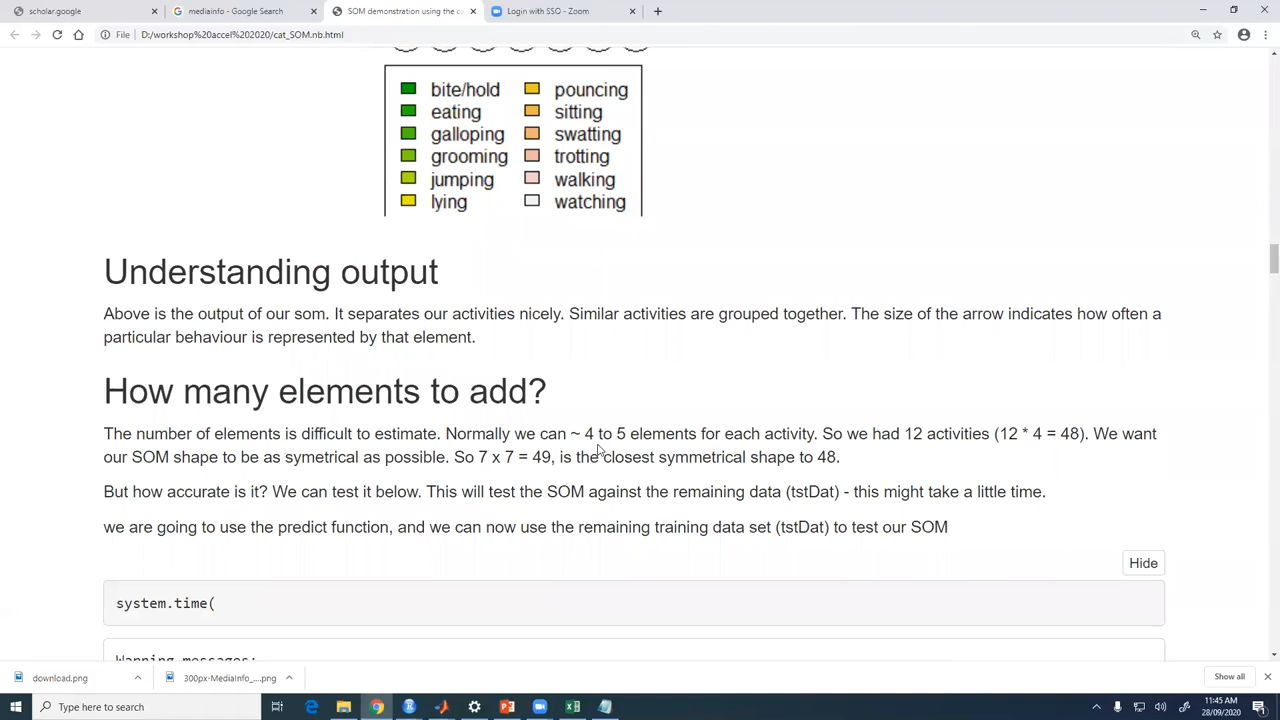 scholar.google
mediainfo - Google Search
SOM demonstration using the c
Login with SSO - Zoom
File
D:/workshop%20accel%202020/cat_SOM.nb.html
bite/hold
pouncing
eating
sitting
galloping
swatting
grooming
trotting
jumping
walking
lying
watching
Understanding output
Above is the output of our som. It separates our activities nicely. Similar activities are grouped together. The size of the arrow indicates how often a
particular behaviour is represented by that element.
How many elements to add?
The number of elements is difficult to estimate. Normally we can ~ 4 to 5 elements for each activity. So we had 12 activities (12 * 4 = 48). We want
our SOM shape to be as symetrical as possible. So 7 x 7 = 49, is the closest symmetrical shape to 48.
But how accurate is it? We can test it below. This will test the SOM against the remaining data (tstDat) - this might take a little time.
we are going to use the predict function, and we can now use the remaining training data set (tstDat) to test our SOM
Hide
system.time(
Warning messages:
download.png
300px-MediaInfo_....png
Show all
Type here to search
11:45 AM
28/09/2020